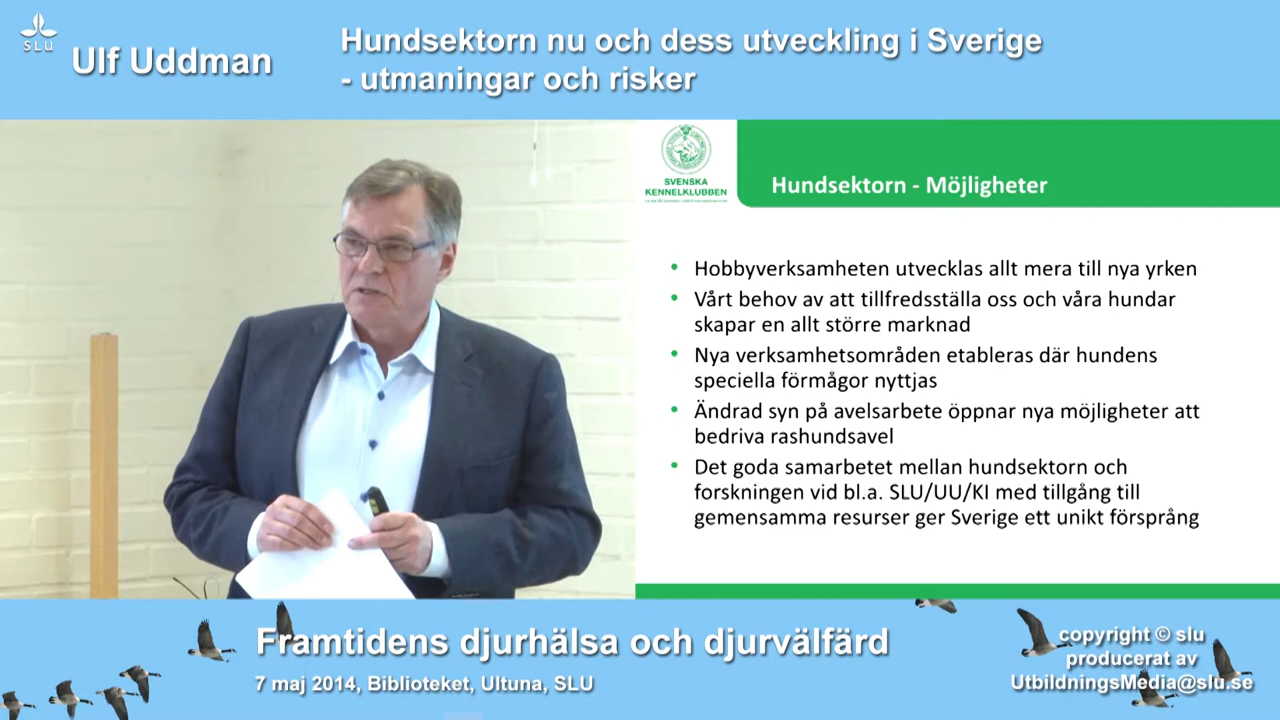 SLU
Ulf Uddman
Hundsektorn nu och dess utveckling i Sverige
- utmaningar och risker
SVENSKA
KENNELKLUBBEN
Hundsektorn - Möjligheter
• Hobbyverksamheten utvecklas allt mera till nya yrken
• Vårt behov av att tillfredsställa oss och våra hundar
skapar en allt större marknad
• Nya verksamhetsområden etableras där hundens
speciella förmågor nyttjas
• Ändrad syn på avelsarbete öppnar nya möjligheter att
bedriva rashundsavel
• Det goda samarbetet mellan hundsektorn och
forskningen vid bl.a. SLU/UU/KI med tillgång till
gemensamma resurser ger Sverige ett unikt försprång
Framtidens djurhälsa och djurvälfärd
7 maj 2014, Biblioteket, Ultuna, SLU
copyright © slu
producerat av
UtbildningsMedia@slu.se